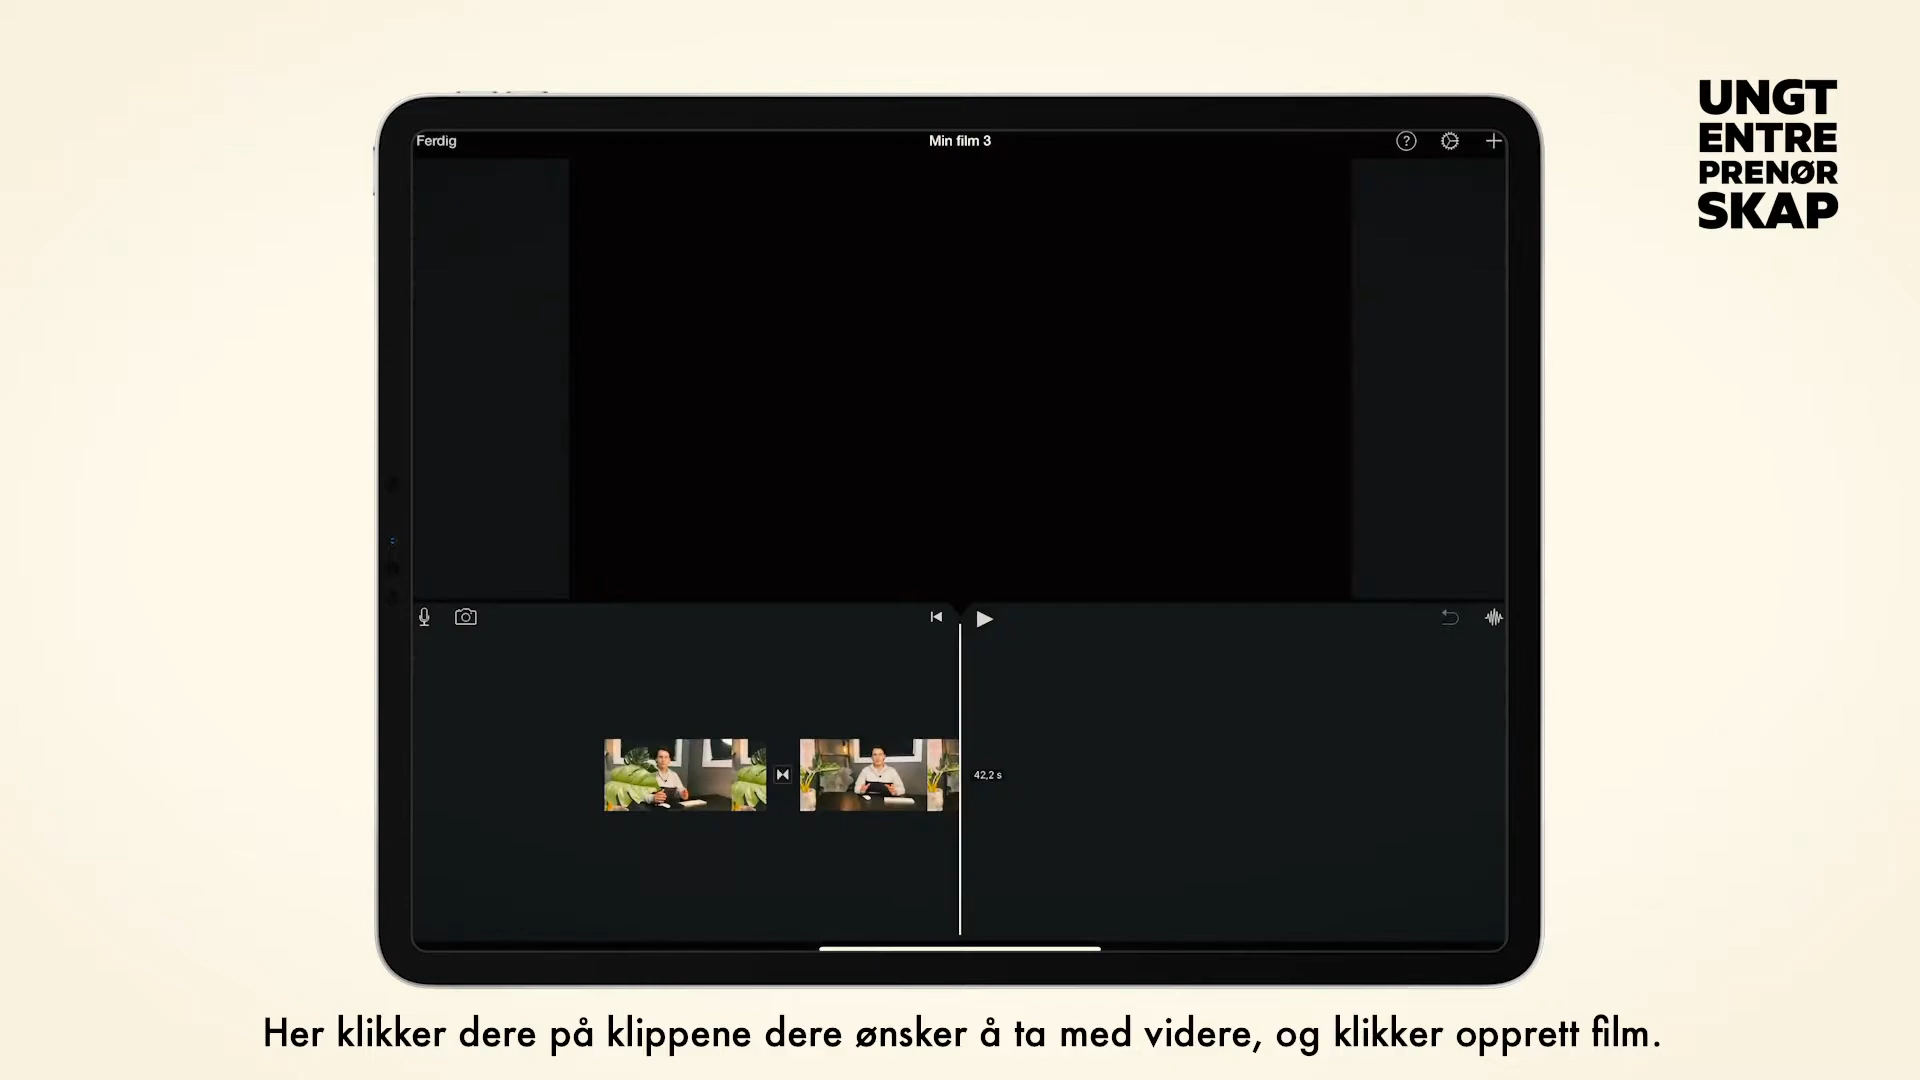 UNGT
ENTRE
PRENØR
SKAP
Ferdig
Min film 3
42,2 s
Her klikker dere på klippene dere ønsker å ta med videre, og klikker opprett film.